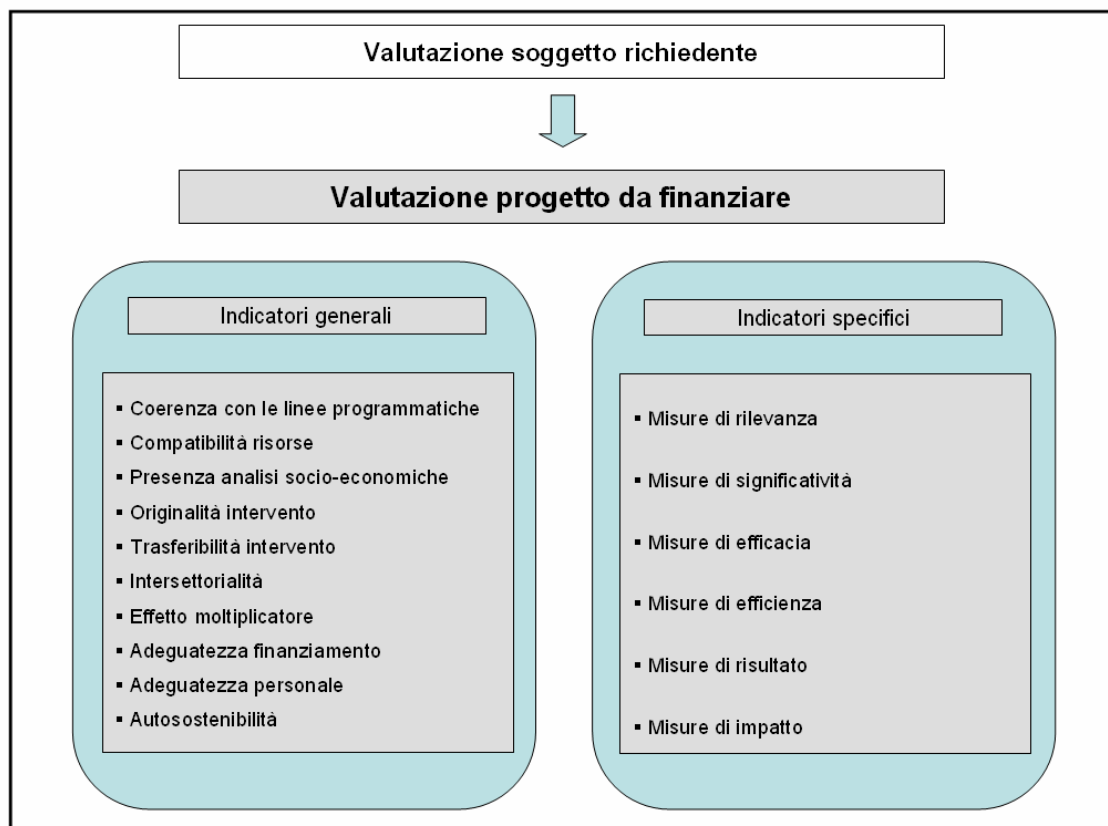 Valutazione soggetto richiedente
Valutazione progetto da finanziare
Indicatori generali
▪ Coerenza con le linee programmatiche
▪ Compatibilità risorse
▪ Presenza analisi socio-economiche
▪ Originalità intervento
▪ Trasferibilità intervento
▪ Intersettorialità
▪ Effetto moltiplicatore
▪ Adeguatezza finanziamento
▪ Adeguatezza personale
▪ Autosostenibilità
Indicatori specifici
▪ Misure di rilevanza
▪ Misure di significatività
▪ Misure di efficacia
▪ Misure di efficienza
▪ Misure di risultato
▪ Misure di impatto